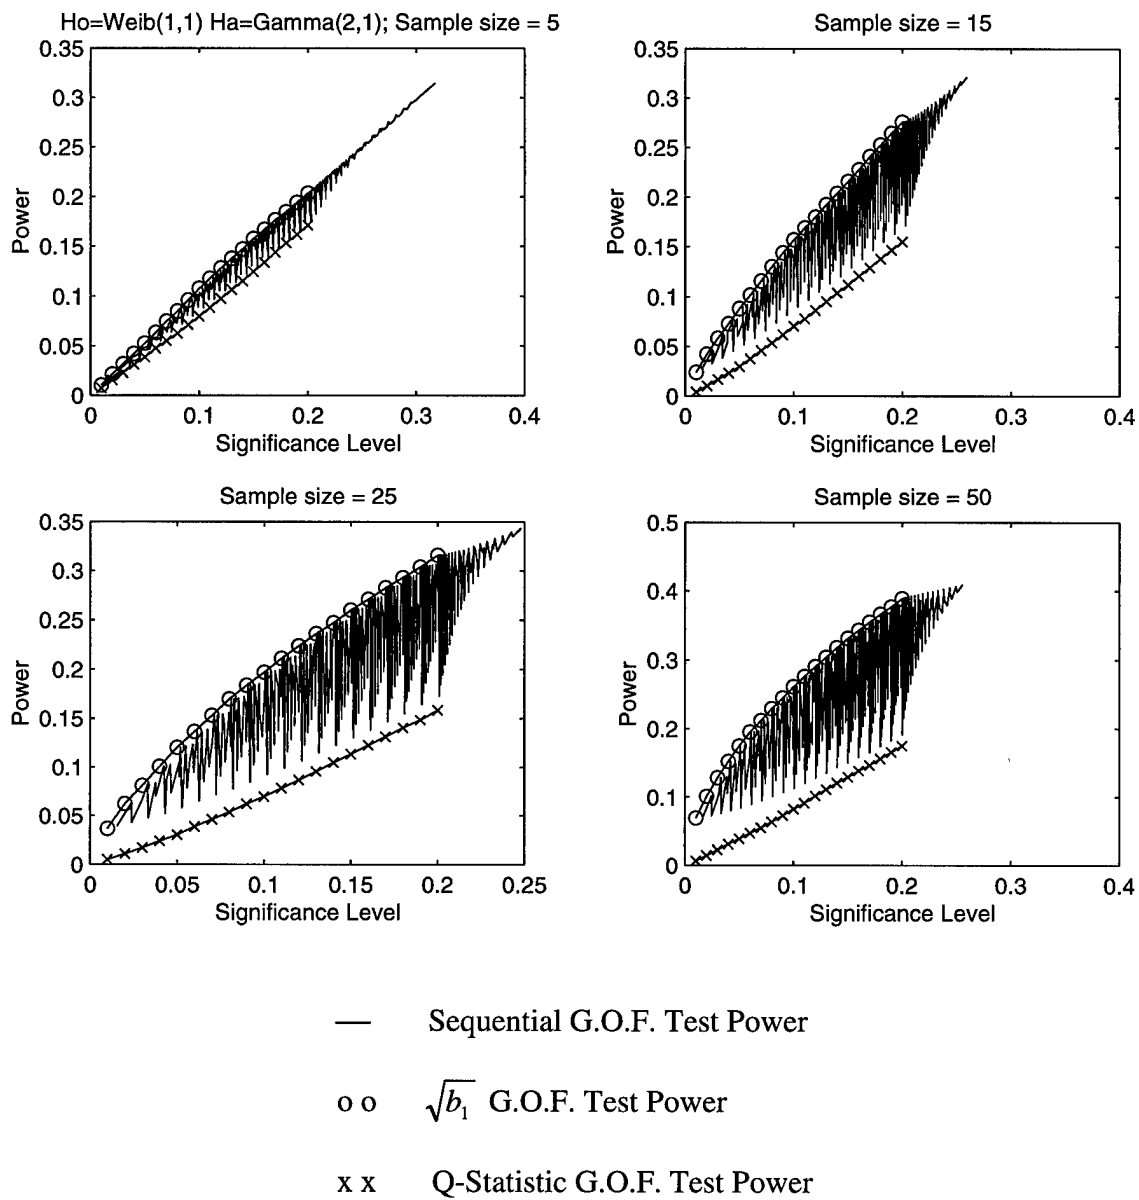 Ho=Weib(1,1) Ha=Gamma(2,1); Sample size = 5
0.35
0.3
0.25
0.2
0.15
0.1
0.05
0
Power
0 0.1 0.2 0.3 0.4
Significance Level
Sample size = 15
0.35
0.3
0.25
0.2
0.15
0.1
0.05
0
Power
0 0.1 0.2 0.3 0.4
Significance Level
Sample size = 25
0.35
0.3
0.25
0.2
0.15
0.1
0.05
0
Power
0 0.05 0.1 0.15 0.2 0.25
Significance Level
Sample size = 50
0.5
0.4
0.3
0.2
0.1
0
Power
0 0.1 0.2 0.3 0.4
Significance Level
— Sequential G.O.F. Test Power
o o √b₁ G.O.F. Test Power
x x Q-Statistic G.O.F. Test Power